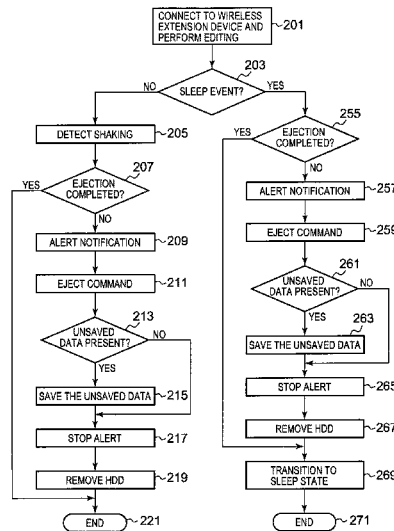 CONNECT TO WIRELESS
EXTENSION DEVICE AND
PERFORM EDITING
201
203
SLEEP EVENT?
NO
YES
DETECT SHAKING
205
207
EJECTION
COMPLETED?
YES
NO
ALERT NOTIFICATION
209
EJECT COMMAND
211
213
UNSAVED
DATA PRESENT?
NO
YES
SAVE THE UNSAVED DATA
215
STOP ALERT
217
REMOVE HDD
219
END
221
255
EJECTION
COMPLETED?
YES
NO
ALERT NOTIFICATION
257
EJECT COMMAND
259
261
UNSAVED
DATA PRESENT?
NO
YES
263
SAVE THE UNSAVED DATA
STOP ALERT
265
REMOVE HDD
267
TRANSITION TO
SLEEP STATE
269
END
271